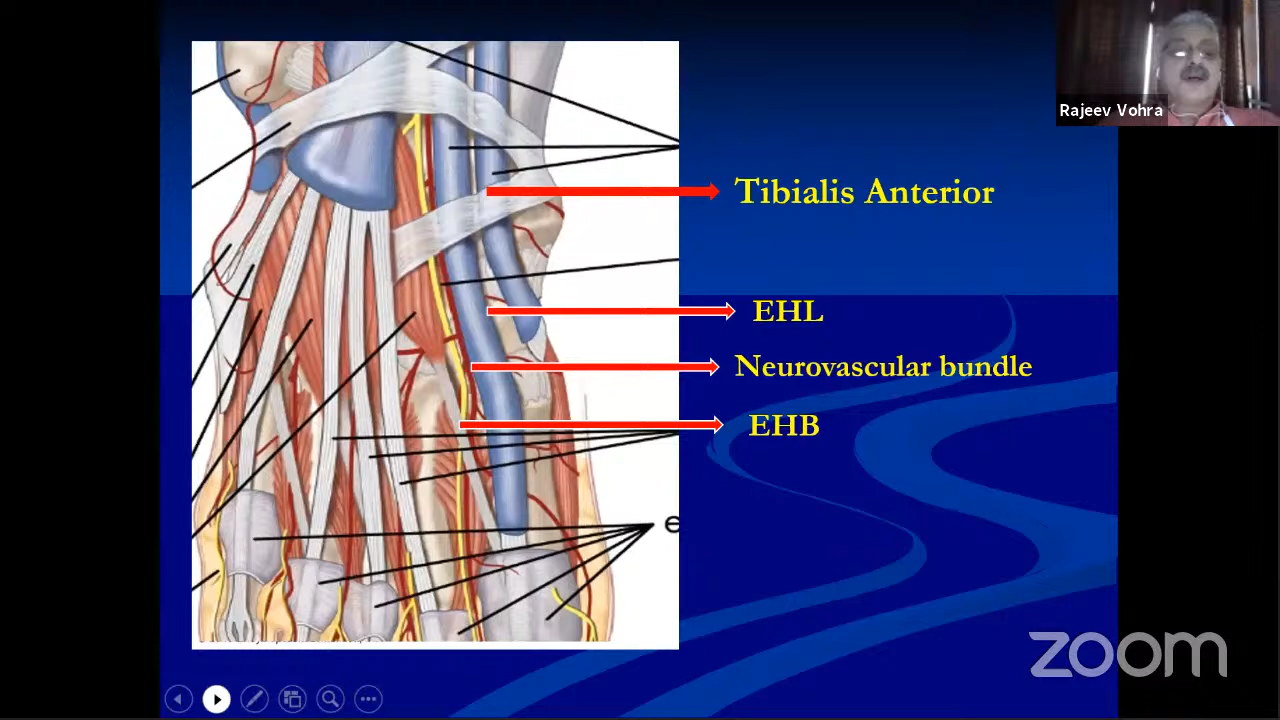 Rajeev Vohra
Tibialis Anterior
EHL
Neurovascular bundle
EHB
e
zoom